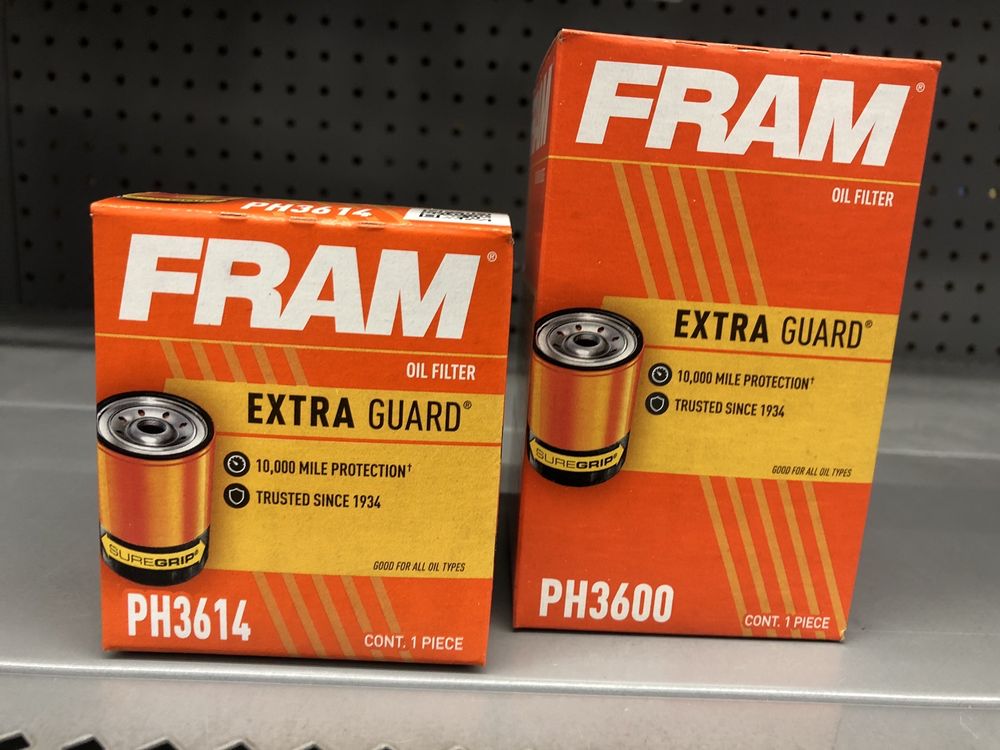 PH3614
FRAM®
OIL FILTER
EXTRA GUARD®
10,000 MILE PROTECTION†
TRUSTED SINCE 1934
SUREGRIP®
GOOD FOR ALL OIL TYPES
PH3614
CONT. 1 PIECE
FRAM®
OIL FILTER
EXTRA GUARD®
10,000 MILE PROTECTION†
TRUSTED SINCE 1934
SUREGRIP®
GOOD FOR ALL OIL TYPES
PH3600
CONT. 1 PIECE